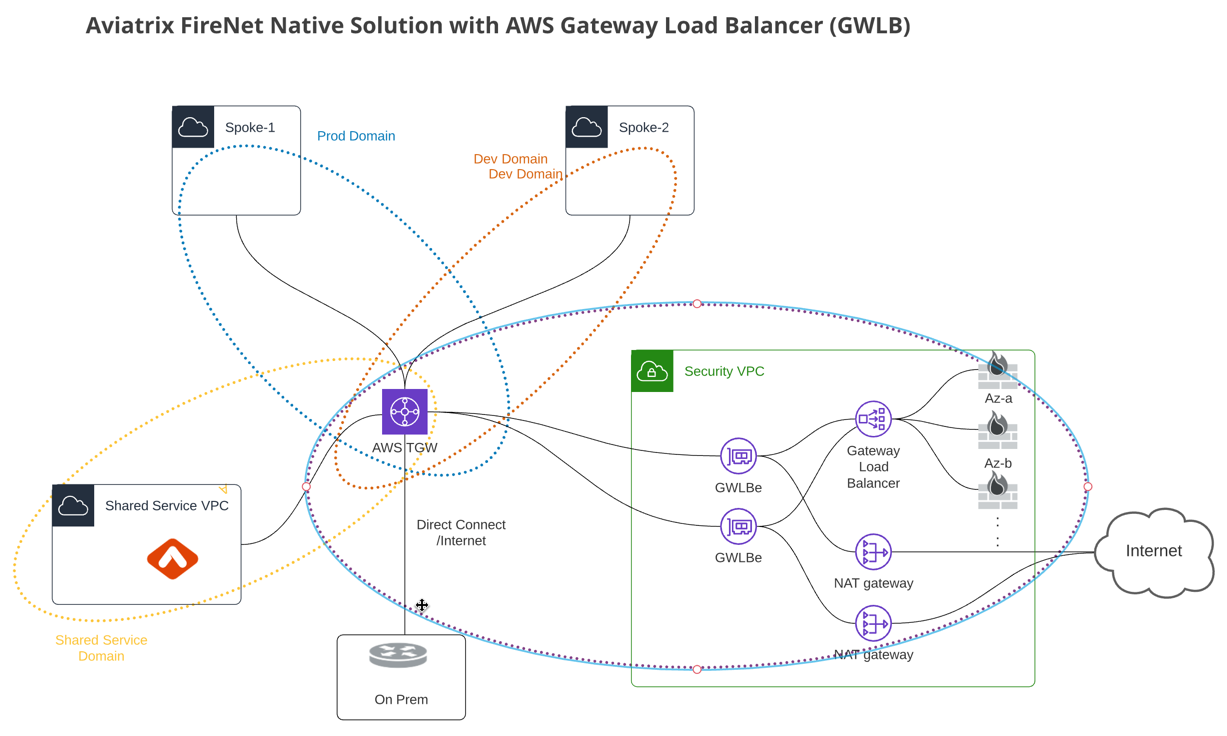 Aviatrix FireNet Native Solution with AWS Gateway Load Balancer (GWLB)
Spoke-1
Prod Domain
Dev Domain
Dev Domain
Spoke-2
Security VPC
Az-a
AWS TGW
Gateway
Load
Balancer
Az-b
GWLBe
Shared Service VPC
Direct Connect
/Internet
GWLBe
Internet
NAT gateway
Shared Service
Domain
NAT gateway
On Prem